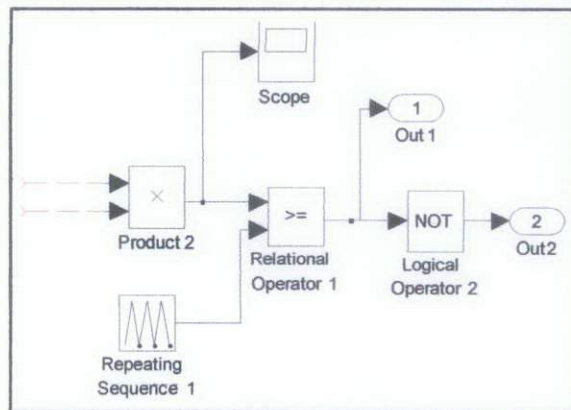 Scope
1
Out 1
×
Product 2
>=
Relational
Operator 1
NOT
Logical
Operator 2
2
Out2
Repeating
Sequence 1